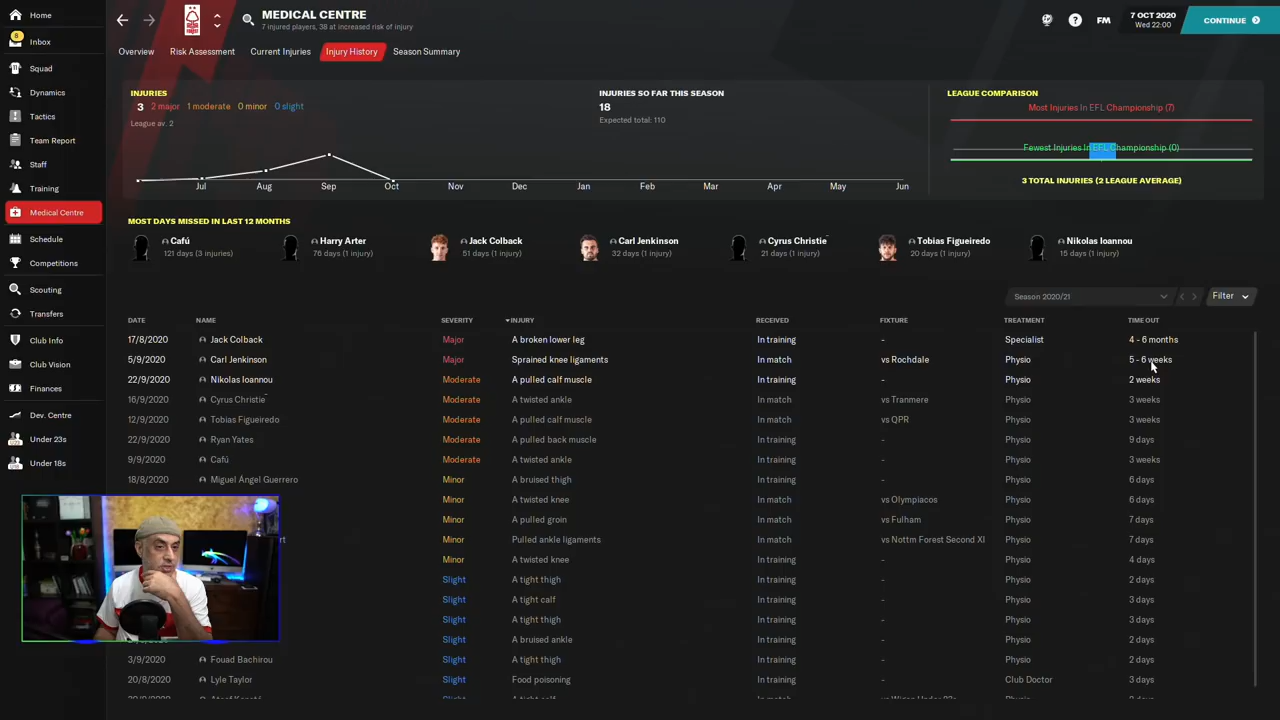 Home
8
Inbox
Squad
Dynamics
Tactics
Team Report
Staff
Training
Medical Centre
Schedule
Competitions
Scouting
Transfers
Club Info
Club Vision
Finances
Dev. Centre
Under 23s
Under 18s
MEDICAL CENTRE
7 injured players, 38 at increased risk of injury
FM
7 OCT 2020
Wed 22:00
CONTINUE
Overview Risk Assessment Current Injuries Injury History Season Summary
INJURIES
3 2 major 1 moderate 0 minor 0 slight
League av. 2
INJURIES SO FAR THIS SEASON
18
Expected total: 110
Jul Aug Sep Oct Nov Dec Jan Feb Mar Apr May Jun
LEAGUE COMPARISON
Most Injuries In EFL Championship (7)
Fewest Injuries In EFL Championship (0)
3 TOTAL INJURIES (2 LEAGUE AVERAGE)
MOST DAYS MISSED IN LAST 12 MONTHS
Cafú
121 days (3 injuries)
Harry Arter
76 days (1 injury)
Jack Colback
51 days (1 injury)
Carl Jenkinson
32 days (1 injury)
Cyrus Christie
21 days (1 injury)
Tobias Figueiredo
20 days (1 injury)
Nikolas Ioannou
15 days (1 injury)
Season 2020/21
Filter
DATE NAME SEVERITY INJURY RECEIVED FIXTURE TREATMENT TIME OUT
17/8/2020 Jack Colback Major A broken lower leg In training - Specialist 4 - 6 months
5/9/2020 Carl Jenkinson Major Sprained knee ligaments In match vs Rochdale Physio 5 - 6 weeks
22/9/2020 Nikolas Ioannou Moderate A pulled calf muscle In training - Physio 2 weeks
16/9/2020 Cyrus Christie Moderate A twisted ankle In match vs Tranmere Physio 3 weeks
12/9/2020 Tobias Figueiredo Moderate A pulled calf muscle In match vs QPR Physio 3 weeks
22/9/2020 Ryan Yates Moderate A pulled back muscle In training - Physio 9 days
9/9/2020 Cafú Moderate A twisted ankle In training - Physio 3 weeks
18/8/2020 Miguel Ángel Guerrero Minor A bruised thigh In training - Physio 6 days
Minor A twisted knee In match vs Olympiacos Physio 6 days
Minor A pulled groin In match vs Fulham Physio 7 days
Minor Pulled ankle ligaments In match vs Nottm Forest Second XI Physio 7 days
Minor A twisted knee In training - Physio 4 days
Slight A tight thigh In training - Physio 2 days
Slight A tight calf In training - Physio 3 days
Slight A tight thigh In training - Physio 3 days
Slight A bruised ankle In training - Physio 2 days
3/9/2020 Fouad Bachirou Slight A tight thigh In training - Physio 2 days
20/8/2020 Lyle Taylor Slight Food poisoning In training - Club Doctor 3 days